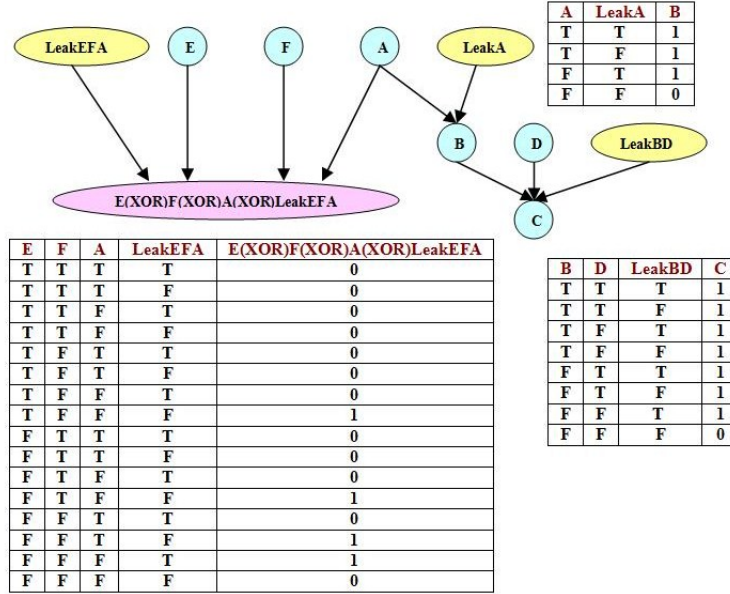 LeakEFA E F A LeakA
B D LeakBD
E(XOR)F(XOR)A(XOR)LeakEFA
C
A LeakA B
T T 1
T F 1
F T 1
F F 0
E F A LeakEFA E(XOR)F(XOR)A(XOR)LeakEFA
T T T T 0
T T T F 0
T T F T 0
T T F F 0
T F T T 0
T F T F 0
T F F T 0
T F F F 1
F T T T 0
F T T F 0
F T F T 0
F T F F 1
F F T T 0
F F T F 1
F F F T 1
F F F F 0
B D LeakBD C
T T T 1
T T F 1
T F T 1
T F F 1
F T T 1
F T F 1
F F T 1
F F F 0